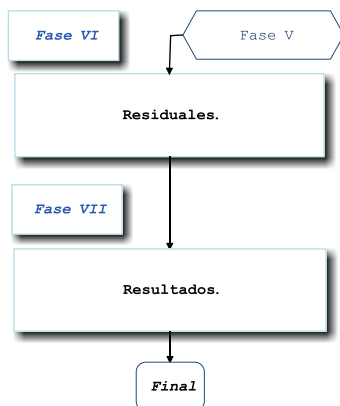 Fase VI
Fase V
Residuales.
Fase VII
Resultados.
Final